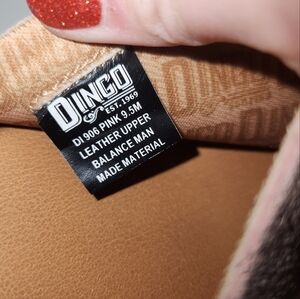 DINGO
EST. 1969
DI 906 PINK 9.5M
LEATHER UPPER
BALANCE MAN
MADE MATERIAL